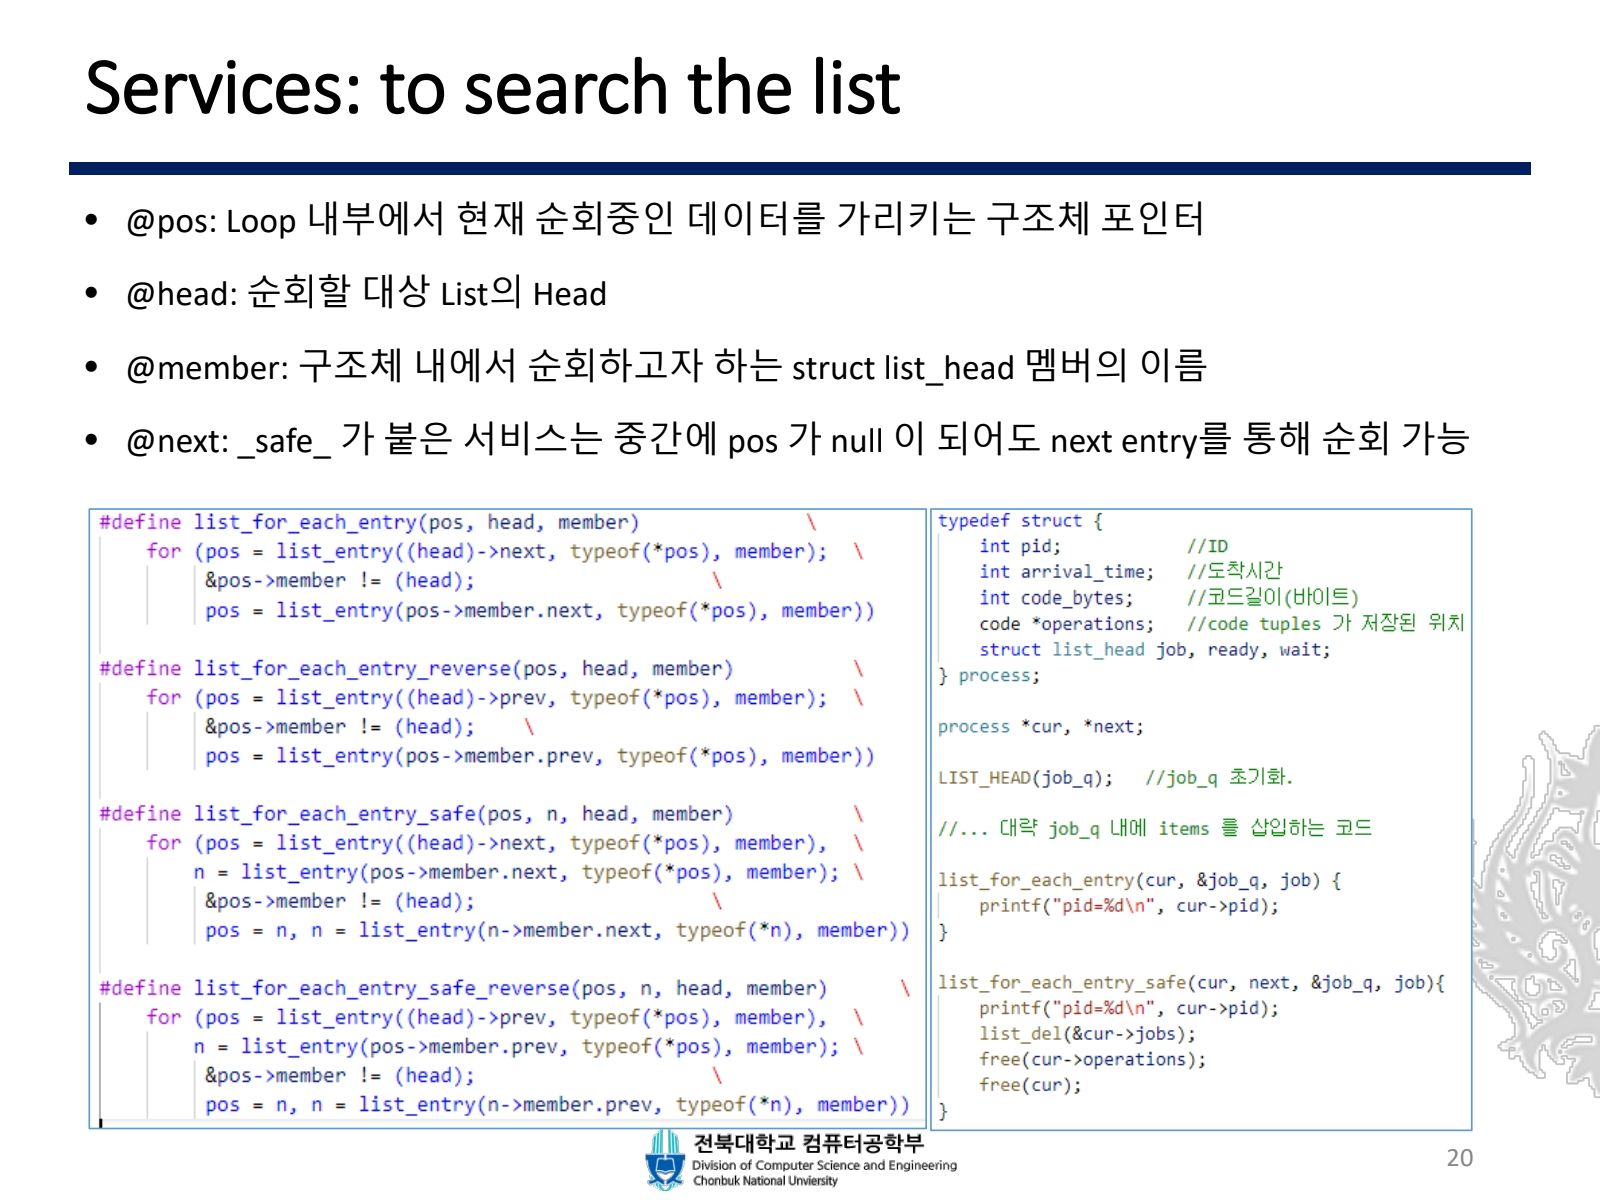 Services: to search the list
• @pos: Loop 내부에서 현재 순회중인 데이터를 가리키는 구조체 포인터
• @head: 순회할 대상 List의 Head
• @member: 구조체 내에서 순회하고자 하는 struct list_head 멤버의 이름
• @next: _safe_ 가 붙은 서비스는 중간에 pos 가 null 이 되어도 next entry를 통해 순회 가능
#define list_for_each_entry(pos, head, member) \
for (pos = list_entry((head)->next, typeof(*pos), member); \
&pos->member != (head); \
pos = list_entry(pos->member.next, typeof(*pos), member))
#define list_for_each_entry_reverse(pos, head, member) \
for (pos = list_entry((head)->prev, typeof(*pos), member); \
&pos->member != (head); \
pos = list_entry(pos->member.prev, typeof(*pos), member))
#define list_for_each_entry_safe(pos, n, head, member) \
for (pos = list_entry((head)->next, typeof(*pos), member), \
n = list_entry(pos->member.next, typeof(*pos), member); \
&pos->member != (head); \
pos = n, n = list_entry(n->member.next, typeof(*n), member))
#define list_for_each_entry_safe_reverse(pos, n, head, member) \
for (pos = list_entry((head)->prev, typeof(*pos), member), \
n = list_entry(pos->member.prev, typeof(*pos), member); \
&pos->member != (head); \
pos = n, n = list_entry(n->member.prev, typeof(*n), member))
typedef struct {
int pid; //ID
int arrival_time; //도착시간
int code_bytes; //코드길이(바이트)
code *operations; //code tuples 가 저장된 위치
struct list_head job, ready, wait;
} process;
process *cur, *next;
LIST_HEAD(job_q); //job_q 초기화.
//... 대략 job_q 내에 items 를 삽입하는 코드
list_for_each_entry(cur, &job_q, job) {
printf("pid=%d\n", cur->pid);
}
list_for_each_entry_safe(cur, next, &job_q, job){
printf("pid=%d\n", cur->pid);
list_del(&cur->jobs);
free(cur->operations);
free(cur);
}
전북대학교 컴퓨터공학부
Division of Computer Science and Engineering
Chonbuk National Unviersity
20